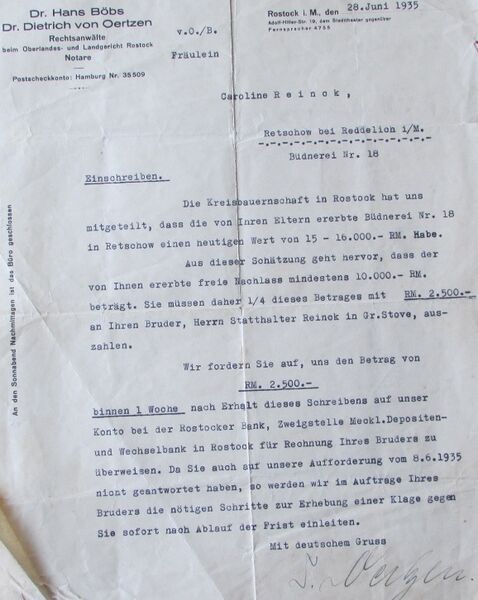 Dr. Hans Böbs
Dr. Dietrich von Oertzen
Rechtsanwälte
beim Oberlandes- und Landgericht Rostock
Notare
Postscheckkonto: Hamburg Nr. 35509
v.O./B.
Fräulein
Rostock i. M., den 28.Juni 1935
Adolf-Hitler-Str. 19, dem Stadttheater gegenüber
Fernsprecher 4755
Caroline Reinck,
Retschow bei Reddelich i/M.
Büdnerei Nr. 18
Einschreiben.
Die Kreisbauernschaft in Rostock hat uns
mitgeteilt, dass die von Ihren Eltern ererbte Büdnerei Nr. 18
in Retschow einen heutigen Wert von 15 - 16.000.- RM. Habe.
Aus dieser Schätzung geht hervor, dass der
von Ihnen ererbte freie Nachlass mindestens 10.000.- RM.
beträgt. Sie müssen daher 1/4 dieses Betrages mit RM. 2.500.-
an Ihren Bruder, Herrn Statthalter Reinck in Gr.Stove, aus-
zahlen.
Wir fordern Sie auf, uns den Betrag von
RM. 2.500.-
binnen 1 Woche nach Erhalt dieses Schreibens auf unser
Konto bei der Rostocker Bank, Zweigstelle Meckl.Depositen-
und Wechselbank in Rostock für Rechnung Ihres Bruders zu
überweisen. Da Sie auch auf unsere Aufforderung vom 8.6.1935
nicht geantwortet haben, so werden wir im Auftrage Ihres
Bruders die nötigen Schritte zur Erhebung einer Klage gegen
Sie sofort nach Ablauf der Frist einleiten.
Mit deutschem Gruss
v. Oertzen.
An den Sonnabend Nachmittagen ist das Büro geschlossen